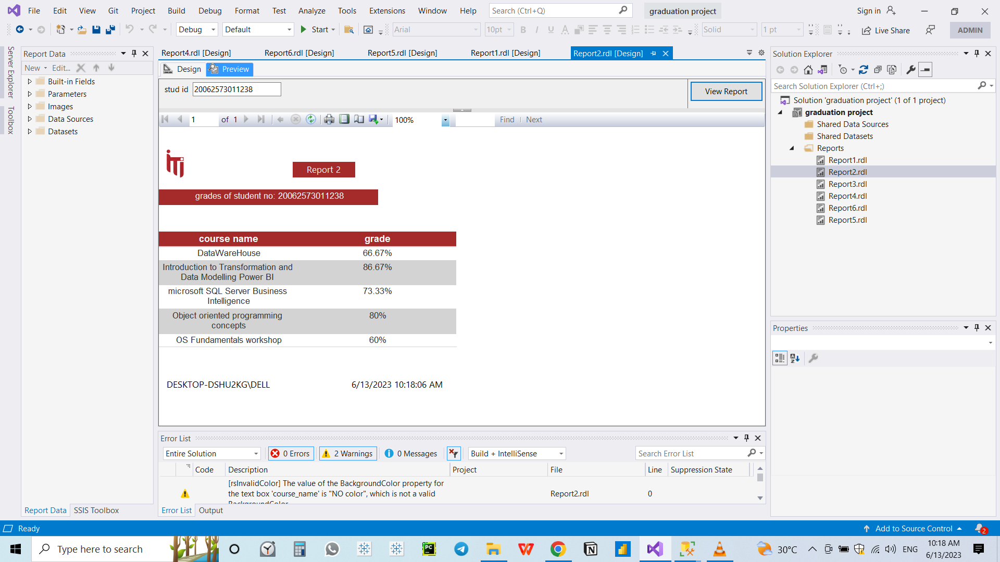 File Edit View Git Project Build Debug Format Test Analyze Tools Extensions Window Help Search (Ctrl+Q) graduation project Sign in
Debug Default Start Arial 10pt B I U A Solid 1 pt Live Share ADMIN
Server Explorer
Toolbox
Report Data
New Edit...
Built-in Fields
Parameters
Images
Data Sources
Datasets
Report Data SSIS Toolbox
Report4.rdl [Design] Report6.rdl [Design] Report5.rdl [Design] Report1.rdl [Design] Report2.rdl [Design]
Design Preview
stud id 20062573011238 View Report
1 of 1 100% Find Next
iTi
Report 2
grades of student no: 20062573011238
course name grade
DataWareHouse 66.67%
Introduction to Transformation and 86.67%
Data Modelling Power BI
microsoft SQL Server Business 73.33%
Intelligence
Object oriented programming 80%
concepts
OS Fundamentals workshop 60%
DESKTOP-DSHU2KG\DELL 6/13/2023 10:18:06 AM
Error List
Entire Solution 0 Errors 2 Warnings 0 Messages Build + IntelliSense Search Error List
Code Description Project File Line Suppression State
[rsInvalidColor] The value of the BackgroundColor property for
the text box 'course_name' is "NO color", which is not a valid Report2.rdl 0
BackgroundColor
Error List Output
Solution Explorer
Search Solution Explorer (Ctrl+;)
Solution 'graduation project' (1 of 1 project)
graduation project
Shared Data Sources
Shared Datasets
Reports
Report1.rdl
Report2.rdl
Report3.rdl
Report4.rdl
Report6.rdl
Report5.rdl
Properties
Ready Add to Source Control 2
Type here to search PC 30°C ENG 10:18 AM
6/13/2023